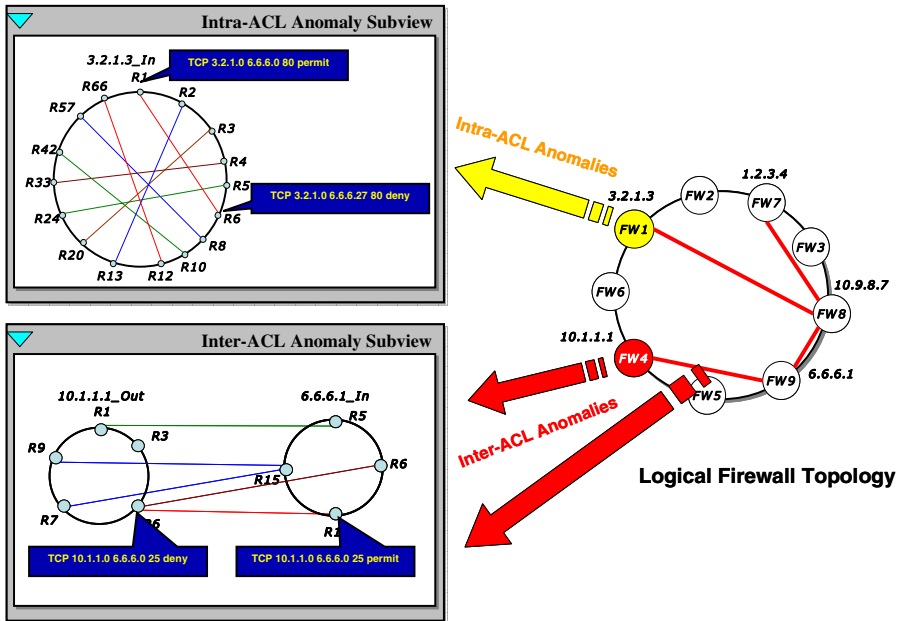 Intra-ACL Anomaly Subview
3.2.1.3_In
TCP 3.2.1.0 6.6.6.0 80 permit
R1
R2
R3
R4
R5
TCP 3.2.1.0 6.6.6.27 80 deny
R6
R8
R10
R12
R13
R20
R24
R33
R42
R57
R66
Inter-ACL Anomaly Subview
10.1.1.1_Out
R1
R3
R9
R7
R6
TCP 10.1.1.0 6.6.6.0 25 deny
6.6.6.1_In
R5
R6
R15
R1
TCP 10.1.1.0 6.6.6.0 25 permit
Intra-ACL Anomalies
Inter-ACL Anomalies
3.2.1.3
FW1
FW2
1.2.3.4
FW7
FW3
10.9.8.7
FW8
FW6
10.1.1.1
FW4
FW5
FW9
6.6.6.1
Logical Firewall Topology